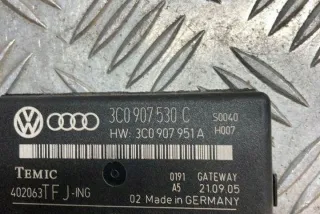 3C0 907 530 C S0040
HW: 3C0 907 951 A H007
TEMIC 0191 GATEWAY
402063TFJ-ING A5 21.09.05
02 Made in GERMANY